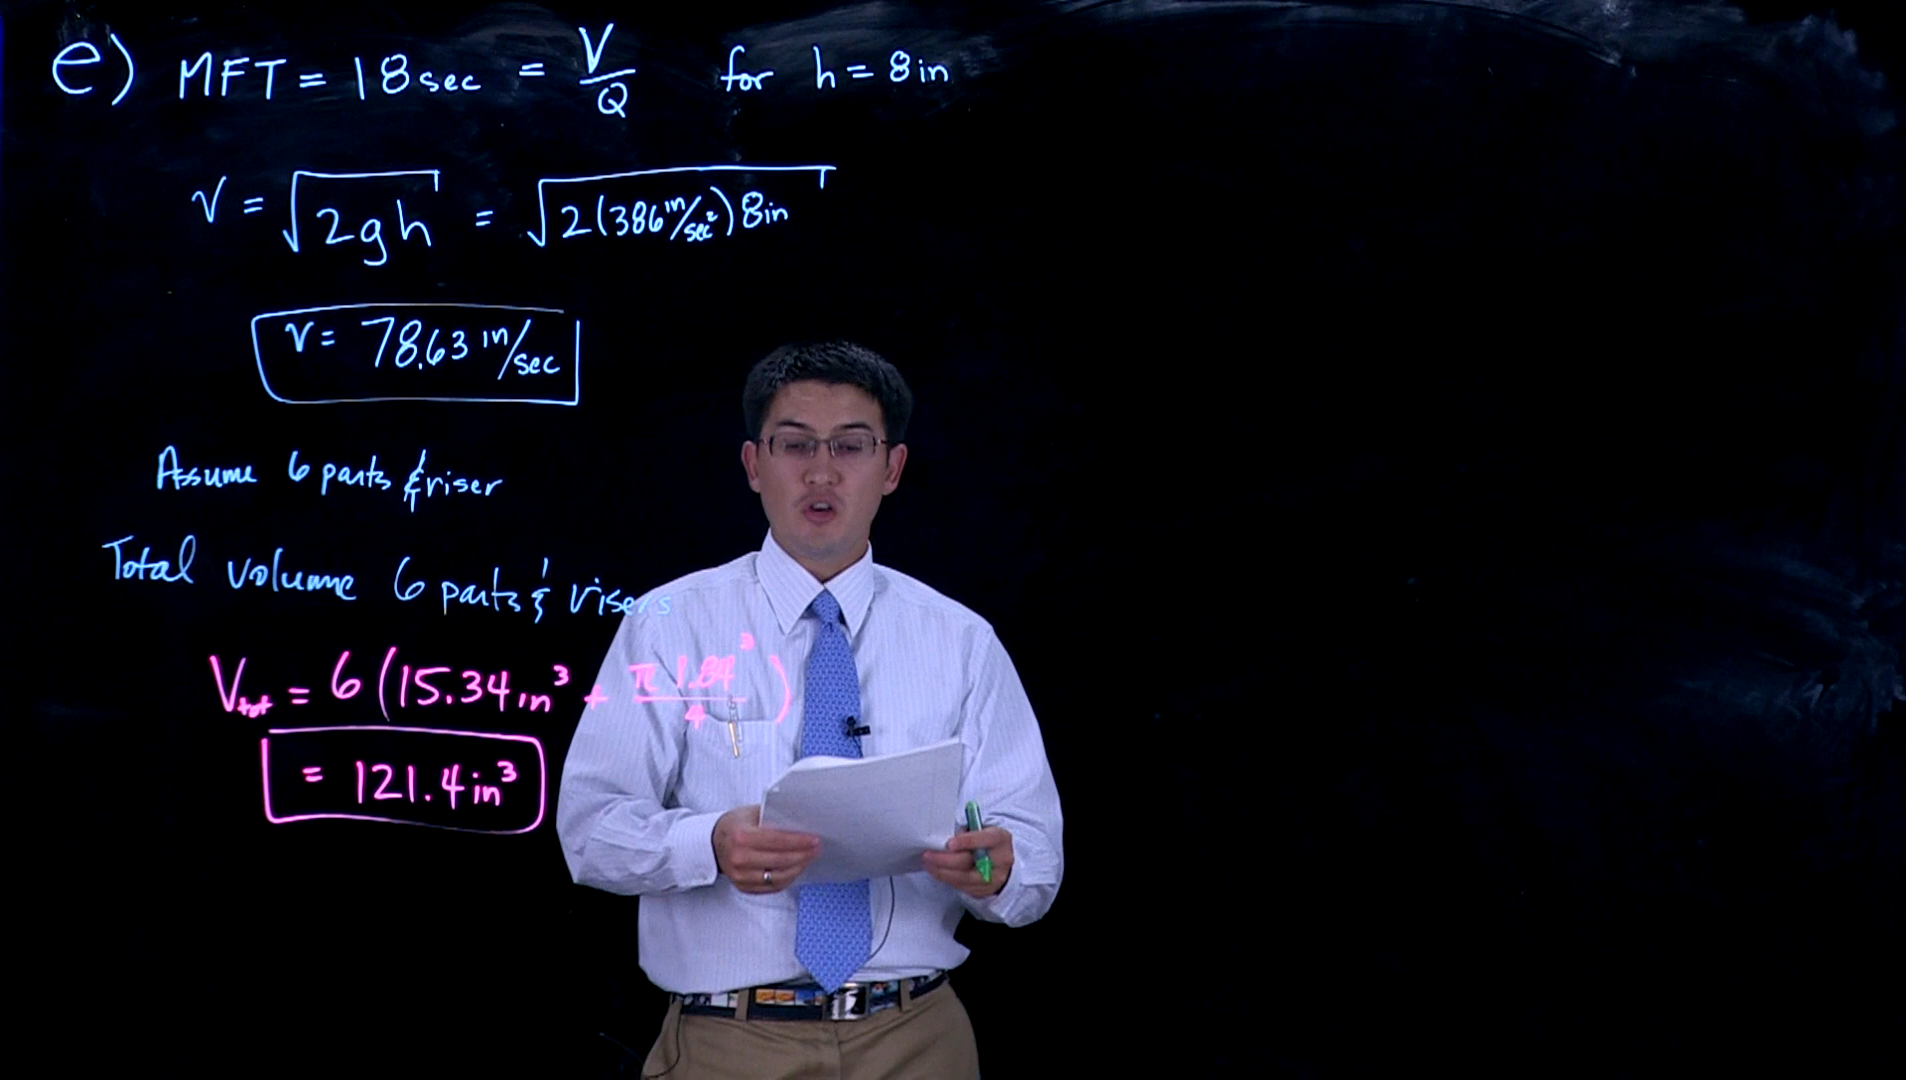 e) MFT = 18 sec = V/Q for h = 8 in
v = √2gh = √2(386 in/sec²) 8in
v = 78.63 in/sec
Assume 6 parts & riser
Total volume 6 parts & risers
Vtot = 6(15.34 in³ + π 1.84³/4)
= 121.4 in³